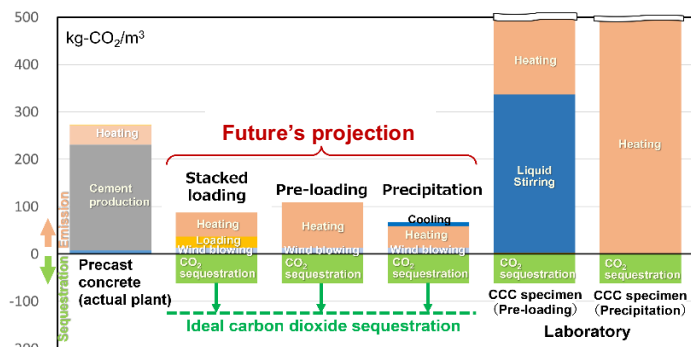 500
400
300
200
100
0
-100
kg-CO₂/m³
Emission
Sequestration
Heating
Cement
production
Precast
concrete
(actual plant)
Future's projection
Stacked
loading
Heating
Loading
Wind blowing
CO₂
sequestration
Pre-loading
Heating
Wind blowing
CO₂
sequestration
Precipitation
Cooling
Heating
Wind blowing
CO₂
sequestration
Ideal carbon dioxide sequestration
Heating
Liquid
Stirring
CO₂
sequestration
CCC specimen
(Pre-loading)
Heating
CO₂
sequestration
CCC specimen
(Precipitation)
Laboratory